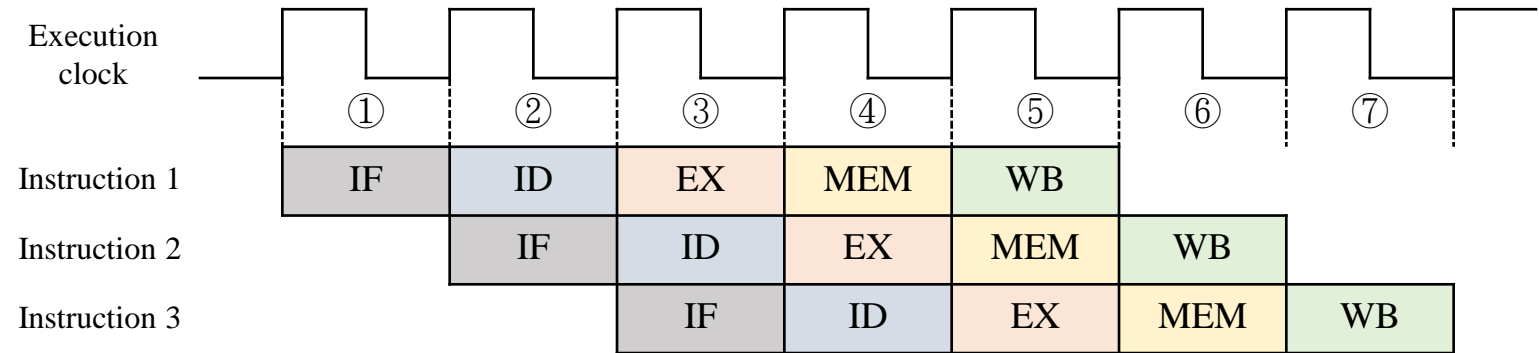 Execution
clock
① ② ③ ④ ⑤ ⑥ ⑦
Instruction 1 IF ID EX MEM WB
Instruction 2 IF ID EX MEM WB
Instruction 3 IF ID EX MEM WB